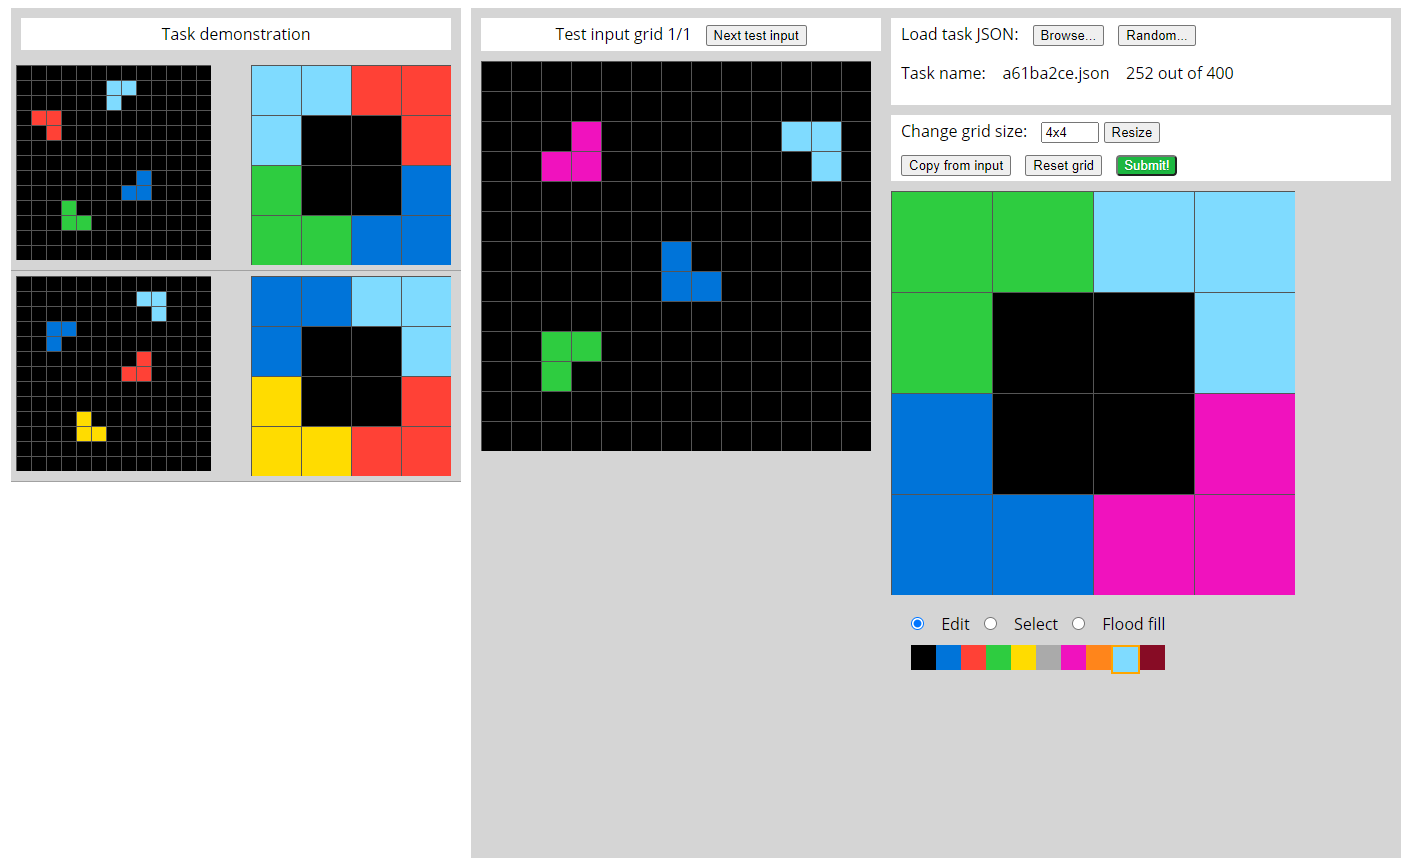 Task demonstration
Test input grid 1/1 Next test input
Load task JSON: Browse... Random...
Task name: a61ba2ce.json 252 out of 400
Change grid size: 4x4 Resize
Copy from input Reset grid Submit!
Edit Select Flood fill